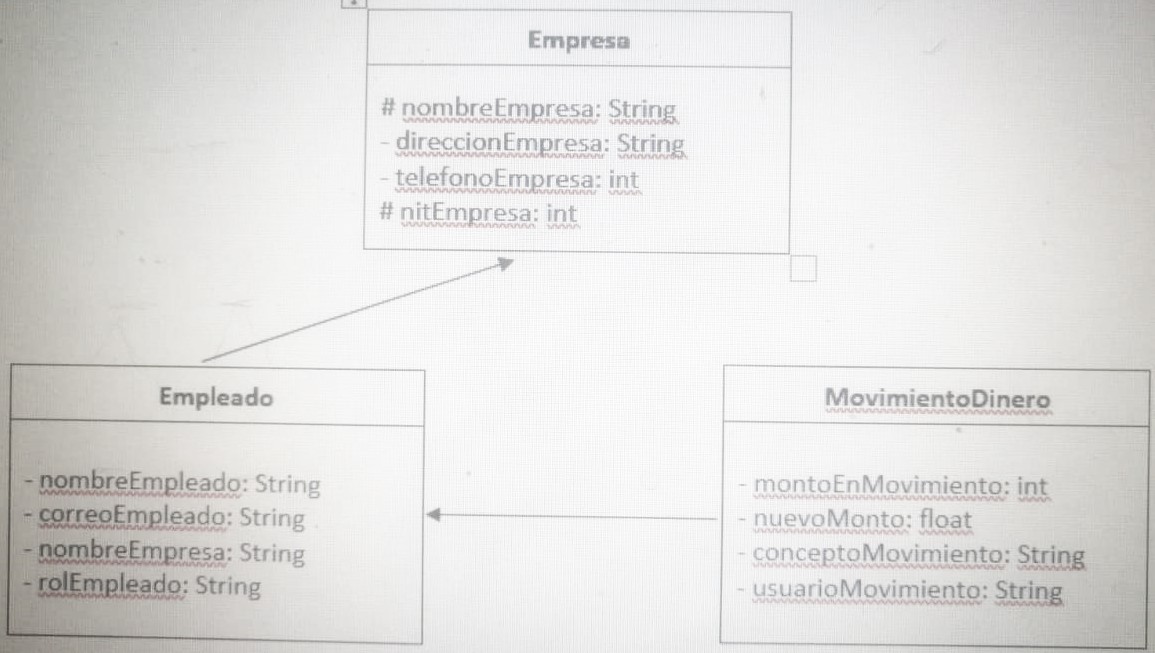 Empresa
# nombreEmpresa: String
- direccionEmpresa: String
- telefonoEmpresa: int
# nitEmpresa: int
Empleado
- nombreEmpleado: String
- correoEmpleado: String
- nombreEmpresa: String
- rolEmpleado: String
MovimientoDinero
- montoEnMovimiento: int
- nuevoMonto: float
- conceptoMovimiento: String
- usuarioMovimiento: String